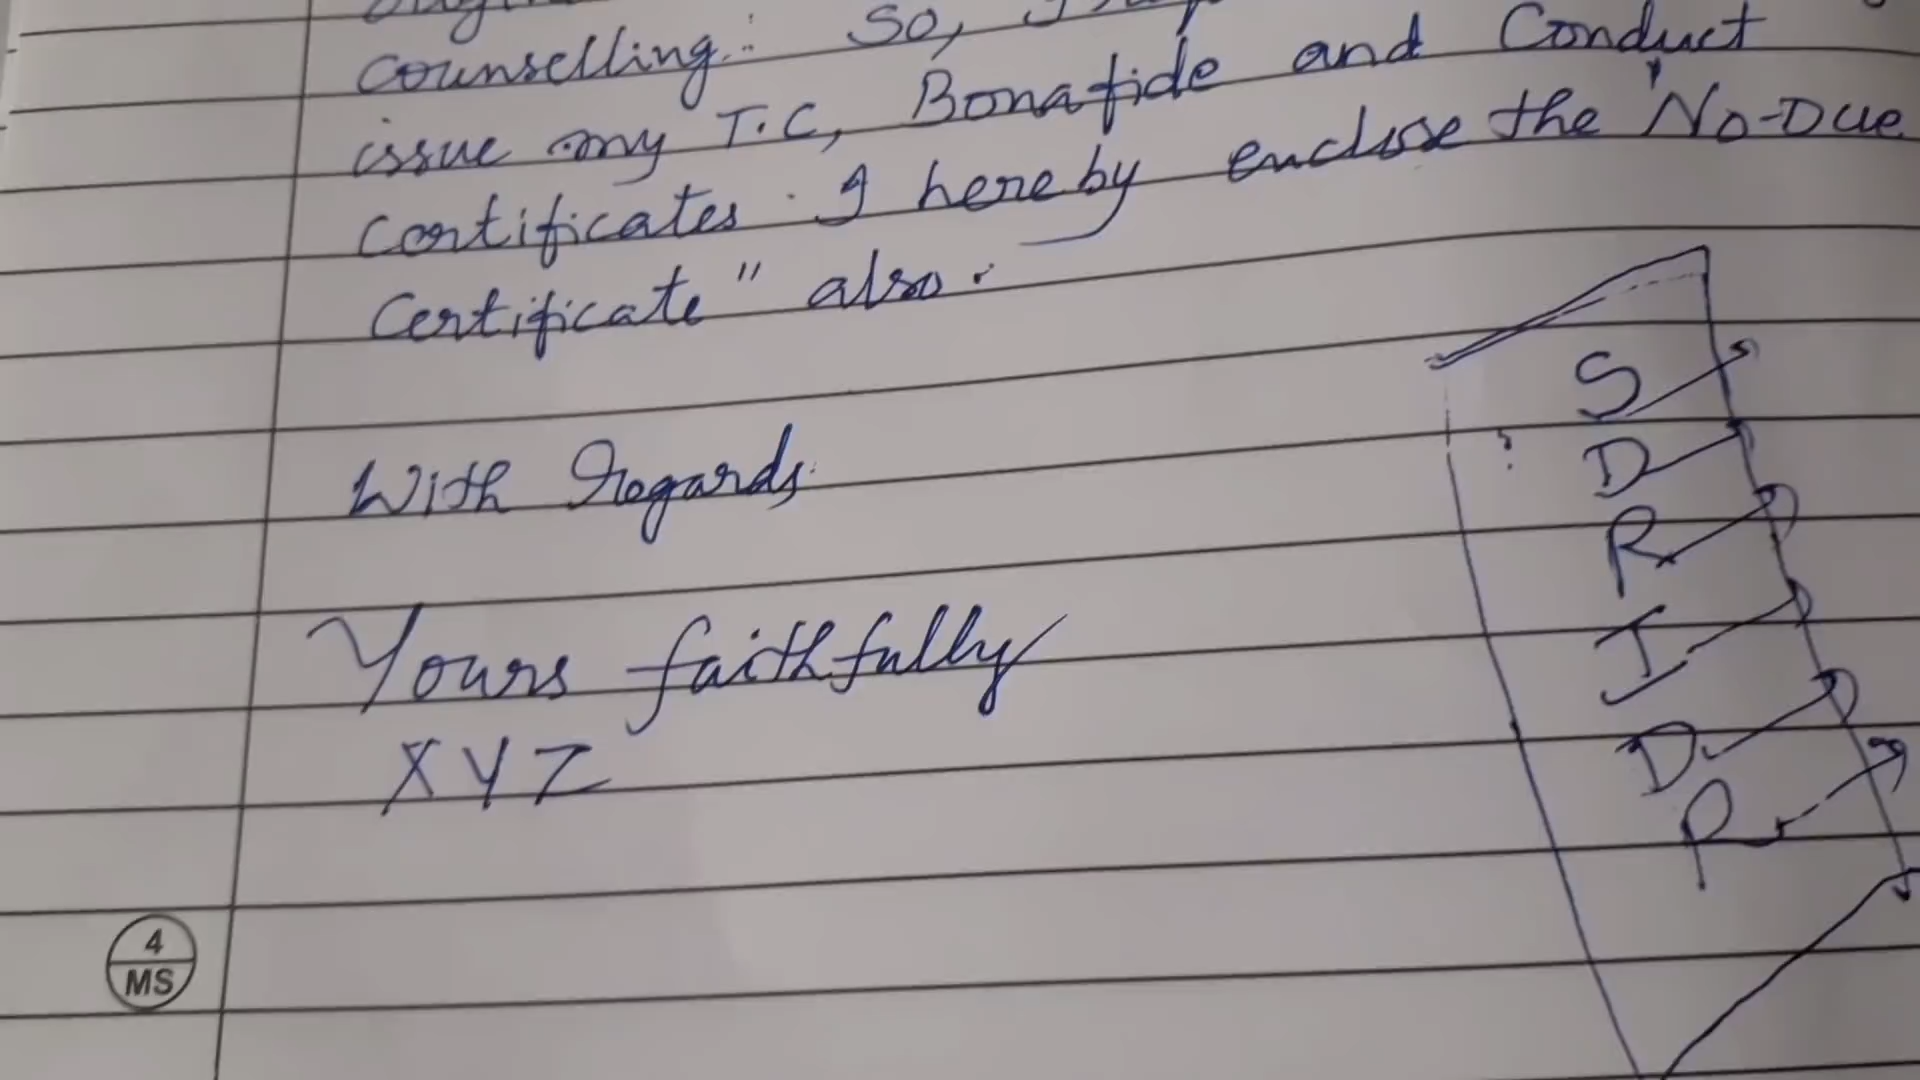 counselling. So, I
issue my T.C, Bonafide and Conduct
certificates. I hereby enclose the "No-Due
Certificate" also.
With regards
Yours faithfully
XYZ
S
D
R
I
D
P
4
MS